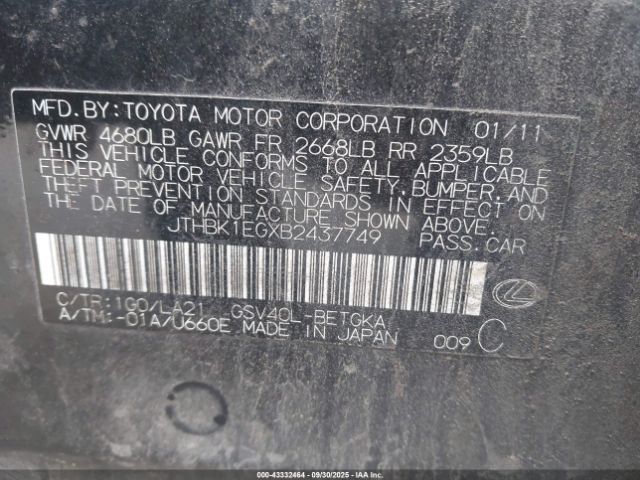 MFD.BY:TOYOTA MOTOR CORPORATION 01/11
GVWR 4680LB GAWR FR 2668LB RR 2359LB
THIS VEHICLE CONFORMS TO ALL APPLICABLE
FEDERAL MOTOR VEHICLE SAFETY,BUMPER,AND
THEFT PREVENTION STANDARDS IN EFFECT ON
THE DATE OF MANUFACTURE SHOWN ABOVE.
JTHBK1EGXB2437749 PASS.CAR
C/TR:1G0/LA21 GSV40L-BETGKA
A/TM:-01A/U660E MADE IN JAPAN 009 C
000-43332464 | 09/30/2025 | IAA Inc.